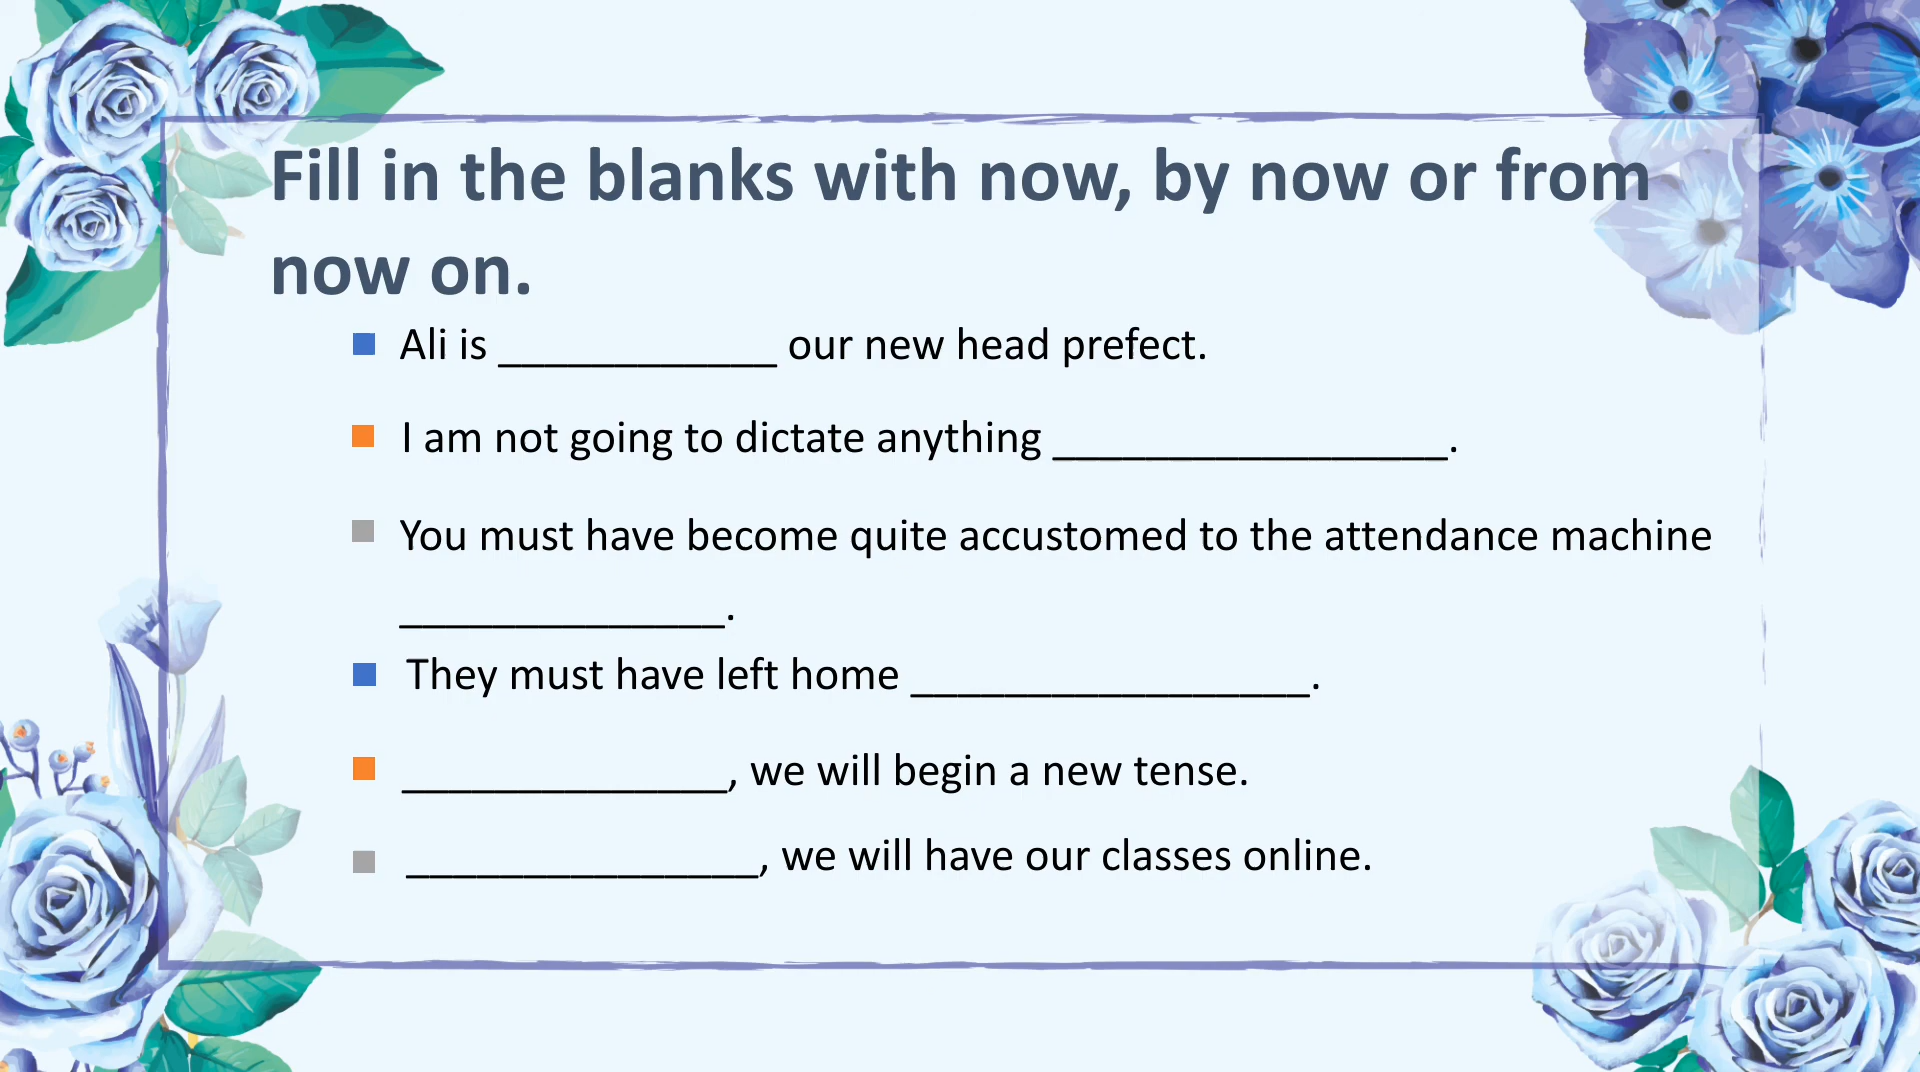 Fill in the blanks with now, by now or from
now on.
Ali is ____________ our new head prefect.
I am not going to dictate anything _________________.
You must have become quite accustomed to the attendance machine
______________.
They must have left home _________________.
______________, we will begin a new tense.
_______________, we will have our classes online.